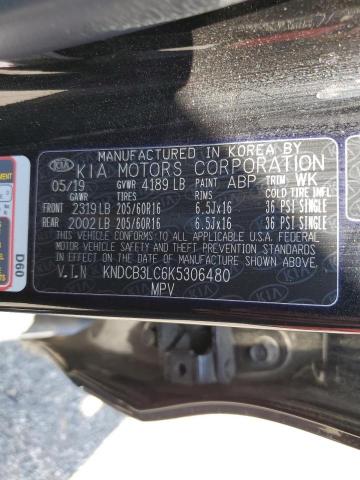 MANUFACTURED IN KOREA BY
KIA KIA MOTORS CORPORATION
05/19 GVWR 4189 LB PAINT ABP TRIM WK
GAWR TIRES RIMS COLD TIRE INFL
FRONT 2319 LB 205/60R16 6.5Jx16 36 PSI SINGLE
REAR 2002 LB 205/60R16 6.5Jx16 36 PSI SINGLE
THIS VEHICLE CONFORMS TO ALL APPLICABLE U.S.A. FEDERAL
MOTOR VEHICLE SAFETY AND THEFT PREVENTION STANDARDS
IN EFFECT ON THE DATE OF MANUFACTURE SHOWN ABOVE.
V.I.N KNDCB3LC6K5306480
MPV
D60